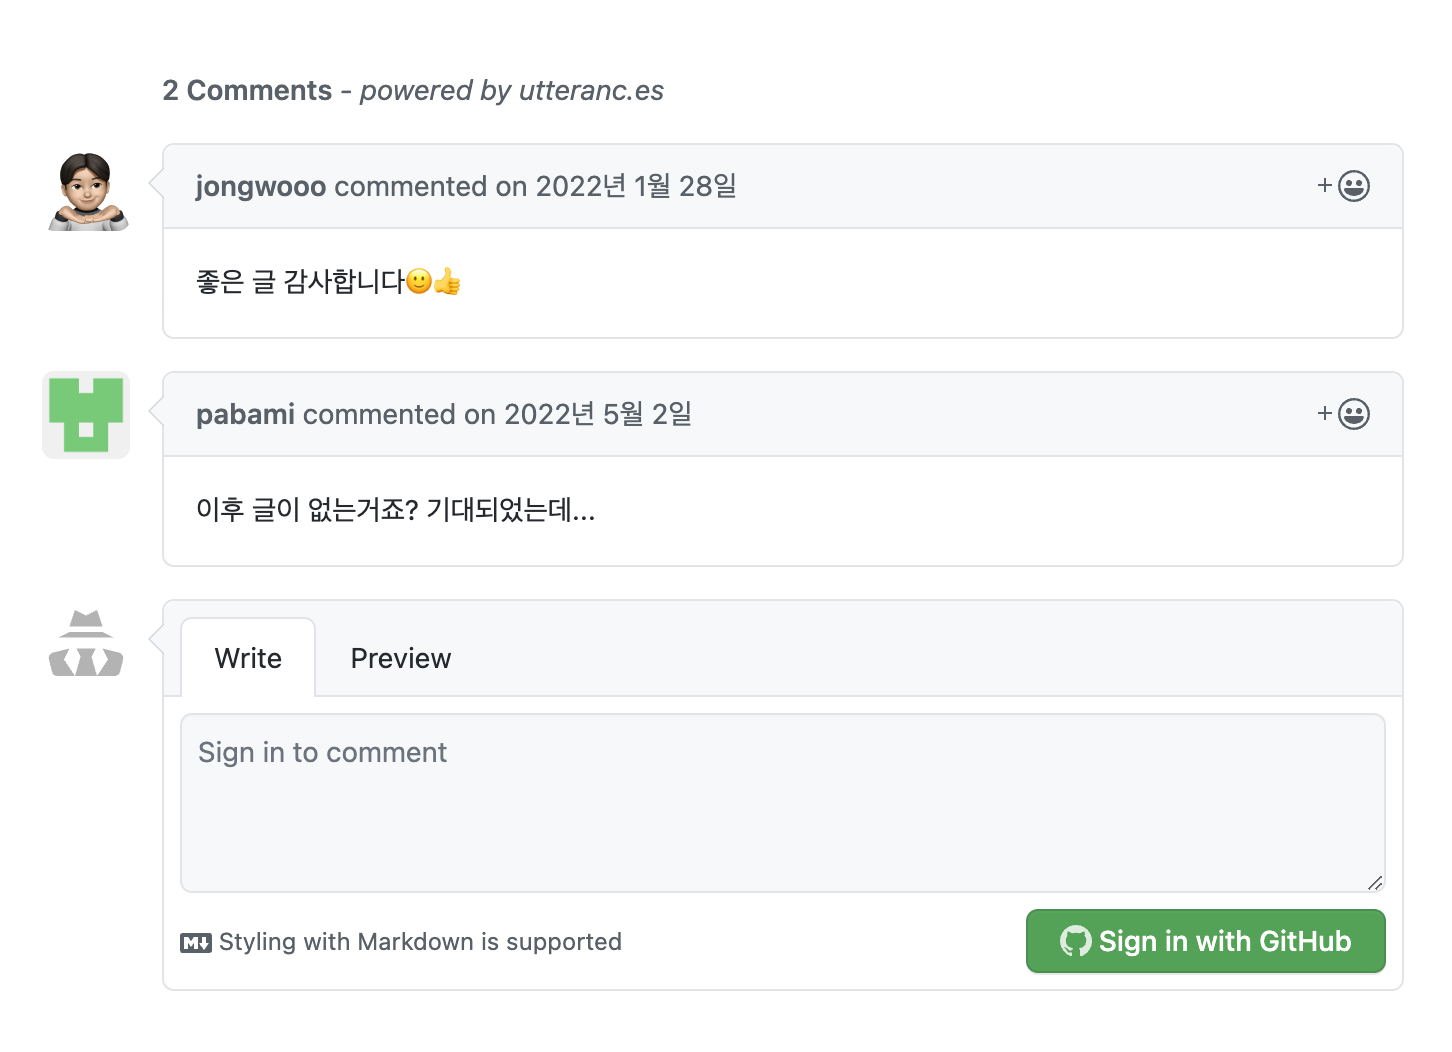 2 Comments - powered by utteranc.es
jongwooo commented on 2022년 1월 28일
좋은 글 감사합니다🙂👍
pabami commented on 2022년 5월 2일
이후 글이 없는거죠? 기대되었는데...
Write Preview
Sign in to comment
M↓ Styling with Markdown is supported
Sign in with GitHub